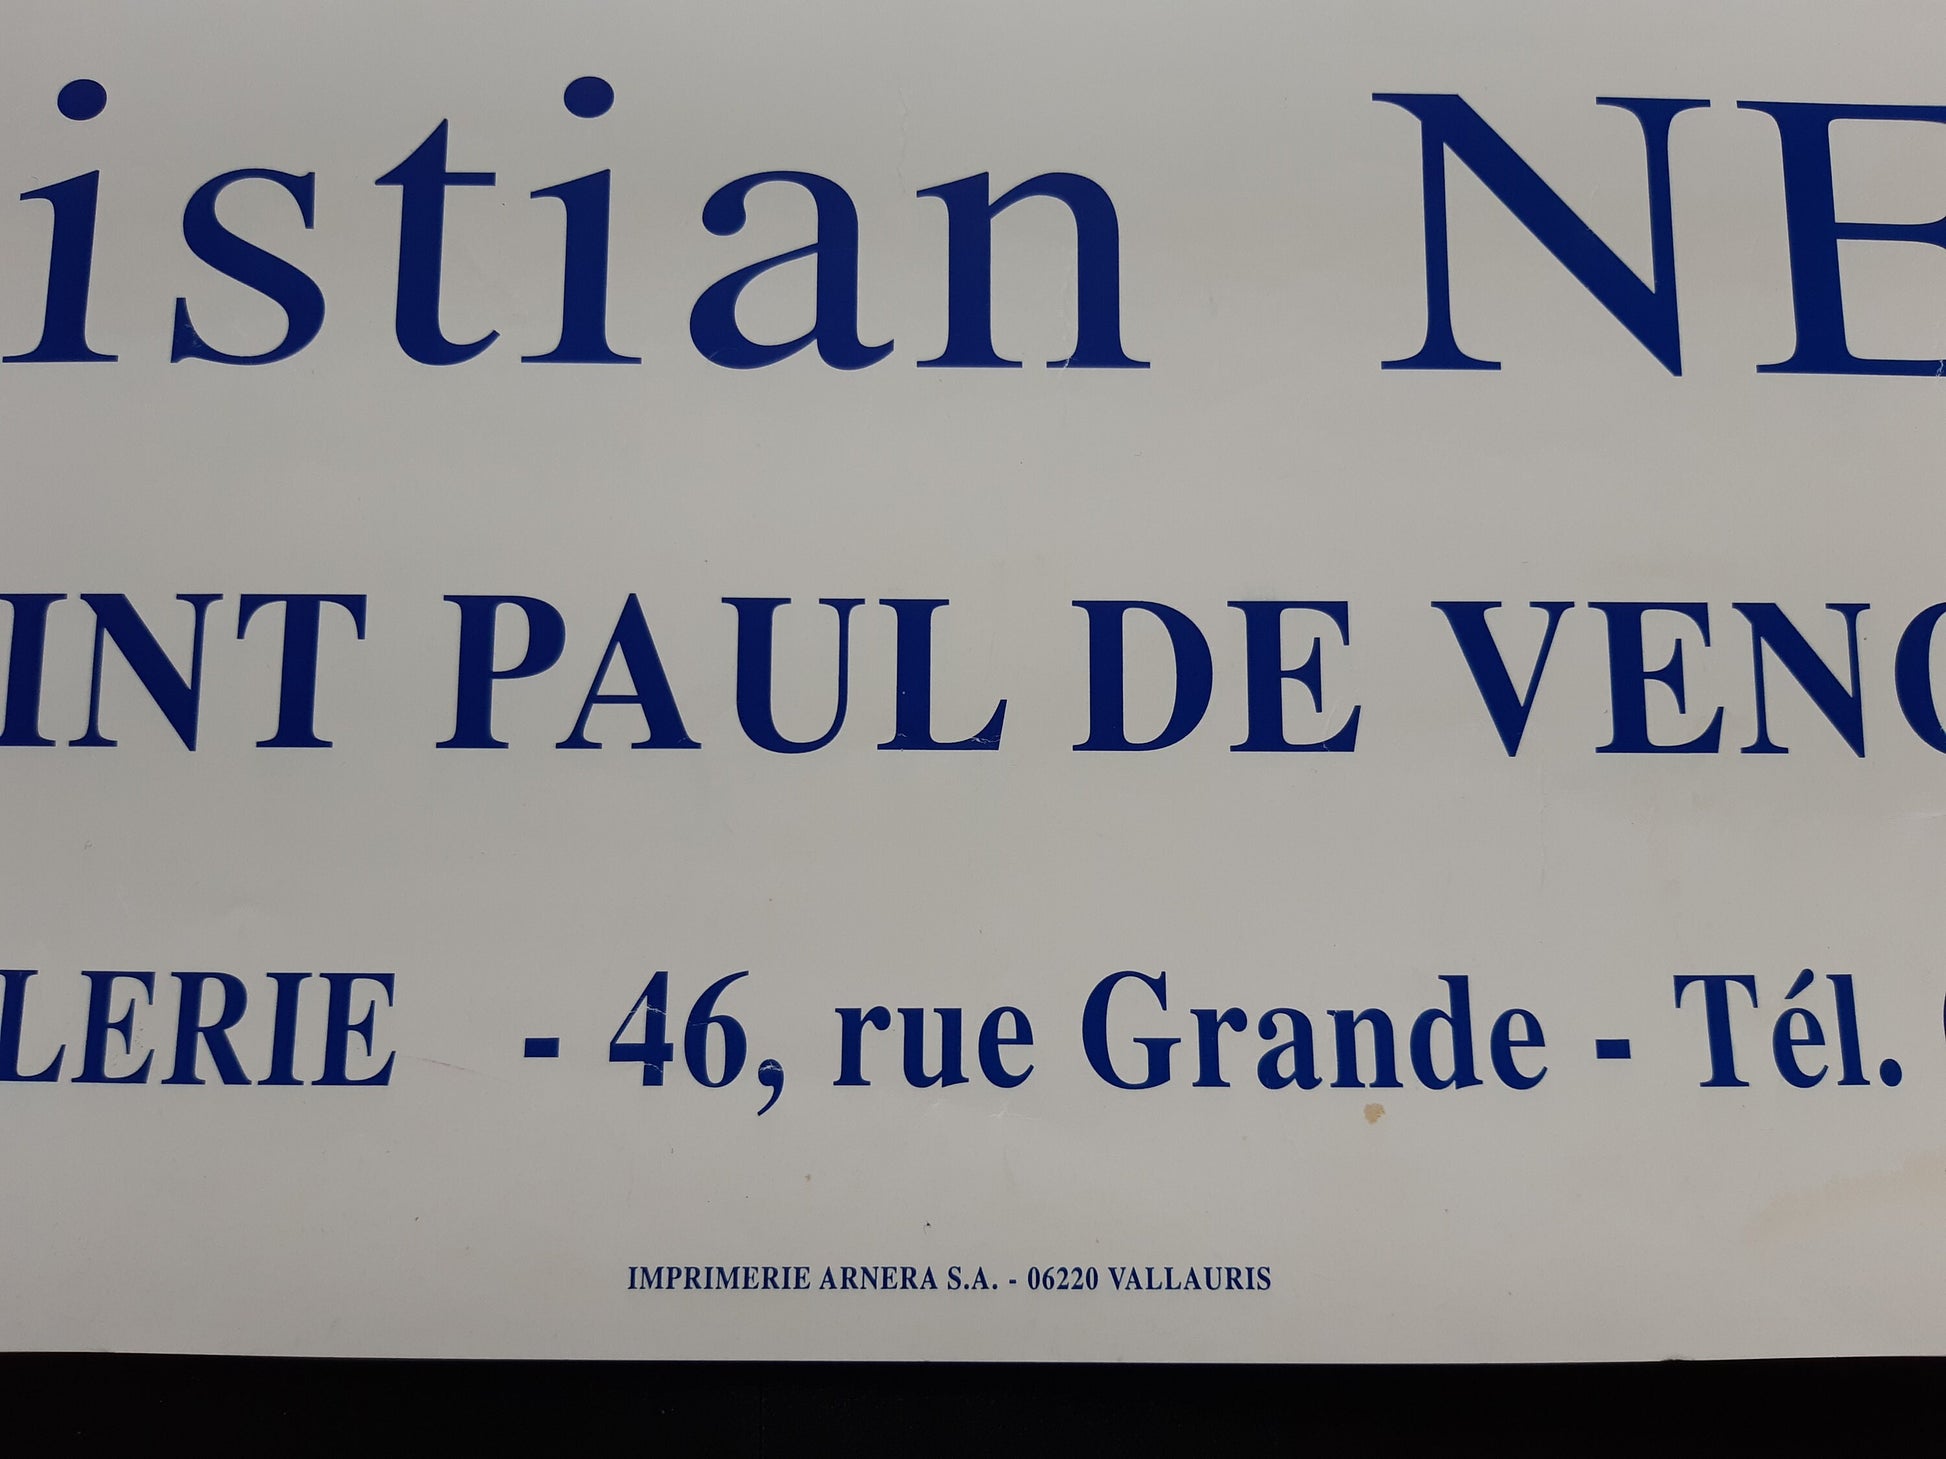 istian NE
INT PAUL DE VENC
LERIE - 46, rue Grande - Tél. (
IMPRIMERIE ARNERA S.A. - 06220 VALLAURIS